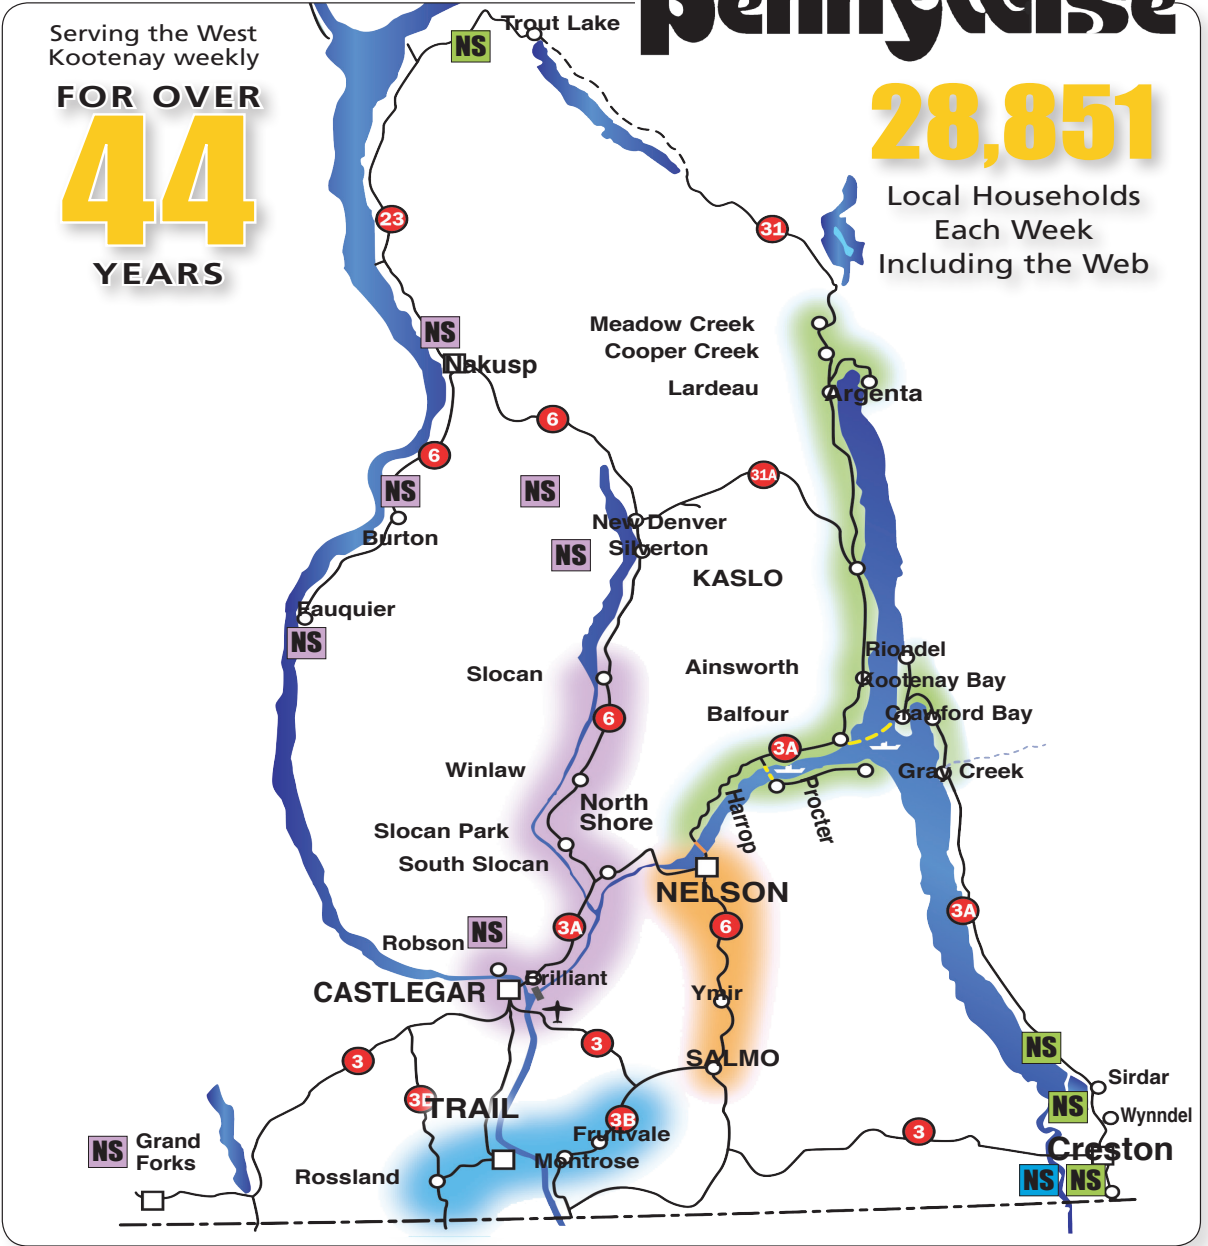 Pennywise
Serving the West
Kootenay weekly
FOR OVER
44
YEARS
28,851
Local Households
Each Week
Including the Web
Trout Lake
NS
23
31
NS
Nakusp
Meadow Creek
Cooper Creek
Lardeau
Argenta
6
6
31A
NS
NS
Burton
New Denver
Silverton
NS
KASLO
Fauquier
NS
Riondel
Slocan
Ainsworth
Kootenay Bay
6
Balfour
Crawford Bay
3A
Winlaw
Gray Creek
North
Shore
Harrop
Procter
Slocan Park
South Slocan
NELSON
3A
6
3A
NS
Robson
Brilliant
CASTLEGAR
Ymir
3
3
SALMO
NS
Sirdar
3B
TRAIL
3B
NS
Wynndel
Fruitvale
3
NS
Grand
Forks
Montrose
Creston
Rossland
NS
NS